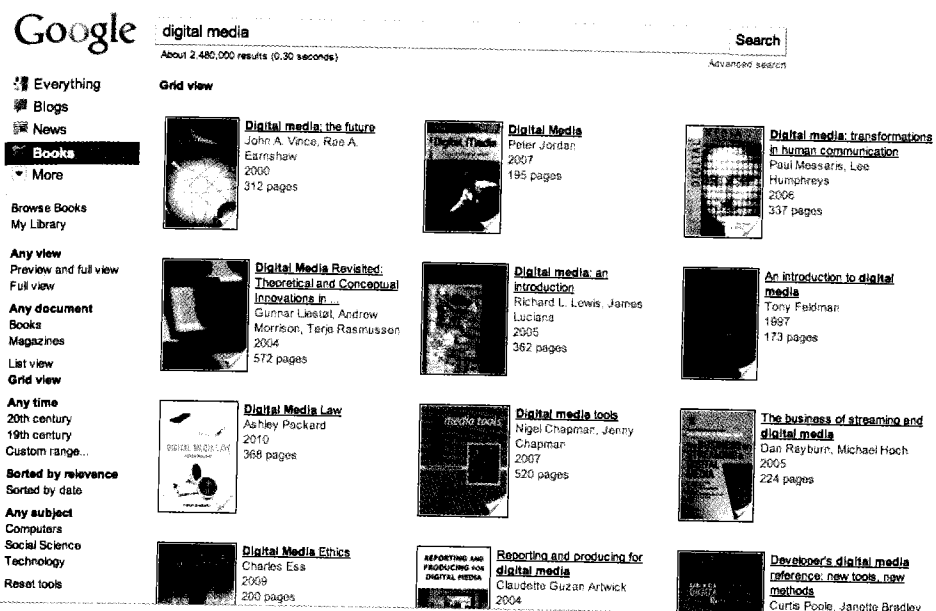 Google
digital media
Search
About 2,480,000 results (0.30 seconds)
Advanced search
Everything
Blogs
News
Books
More
Browse Books
My Library
Any view
Preview and full view
Full view
Any document
Books
Magazines
List view
Grid view
Any time
20th century
19th century
Custom range...
Sorted by relevance
Sorted by date
Any subject
Computers
Social Science
Technology
Reset tools
Grid view
Digital media: the future
John A. Vince, Rae A.
Earnshaw
2000
312 pages
Digital Media
Digital Media
Peter Jordan
2007
195 pages
DIGITAL
MEDIA
Digital media: transformations
in human communication
Paul Messaris, Lee
Humphreys
2006
337 pages
Digital Media Revisited:
Theoretical and Conceptual
Innovations in ...
Gunnar Liestøl, Andrew
Morrison, Terje Rasmussen
2004
572 pages
Digital media: an
introduction
Richard L. Lewis, James
Luciana
2005
362 pages
An introduction to digital
media
Tony Feldman
1997
173 pages
DIGITAL MEDIA LAW
Digital Media Law
Ashley Packard
2010
368 pages
media tools
Digital media tools
Nigel Chapman, Jenny
Chapman
2007
520 pages
The business of streaming and
digital media
Dan Rayburn, Michael Hoch
2005
224 pages
Digital Media Ethics
Charles Ess
2009
200 pages
REPORTING AND
PRODUCING FOR
DIGITAL MEDIA
Reporting and producing for
digital media
Claudette Guzan Artwick
2004
Developer's digital media
reference: new tools, new
methods
Curtis Poole, Janette Bradley